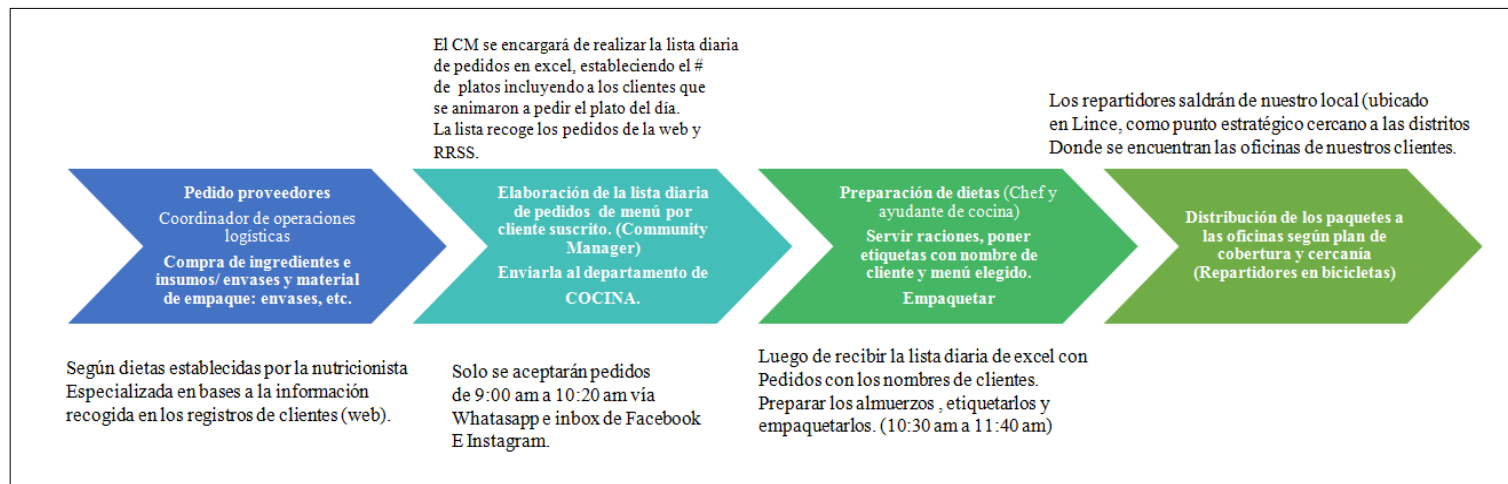 El CM se encargará de realizar la lista diaria
de pedidos en excel, estableciendo el #
de platos incluyendo a los clientes que
se animaron a pedir el plato del día.
La lista recoge los pedidos de la web y
RRSS.
Los repartidores saldrán de nuestro local (ubicado
en Lince, como punto estratégico cercano a las distritos
Donde se encuentran las oficinas de nuestros clientes.
Pedido proveedores
Coordinador de operaciones
logísticas
Compra de ingredientes e
insumos/ envases y material
de empaque: envases, etc.
Elaboración de la lista diaria
de pedidos de menú por
cliente suscrito. (Community
Manager)
Enviarla al departamento de
COCINA.
Preparación de dietas (Chef y
ayudante de cocina)
Servir raciones, poner
etiquetas con nombre de
cliente y menú elegido.
Empaquetar
Distribución de los paquetes a
las oficinas según plan de
cobertura y cercanía
(Repartidores en bicicletas)
Según dietas establecidas por la nutricionista
Especializada en bases a la información
recogida en los registros de clientes (web).
Solo se aceptarán pedidos
de 9:00 am a 10:20 am vía
Whatasapp e inbox de Facebook
E Instagram.
Luego de recibir la lista diaria de excel con
Pedidos con los nombres de clientes.
Preparar los almuerzos , etiquetarlos y
empaquetarlos. (10:30 am a 11:40 am)